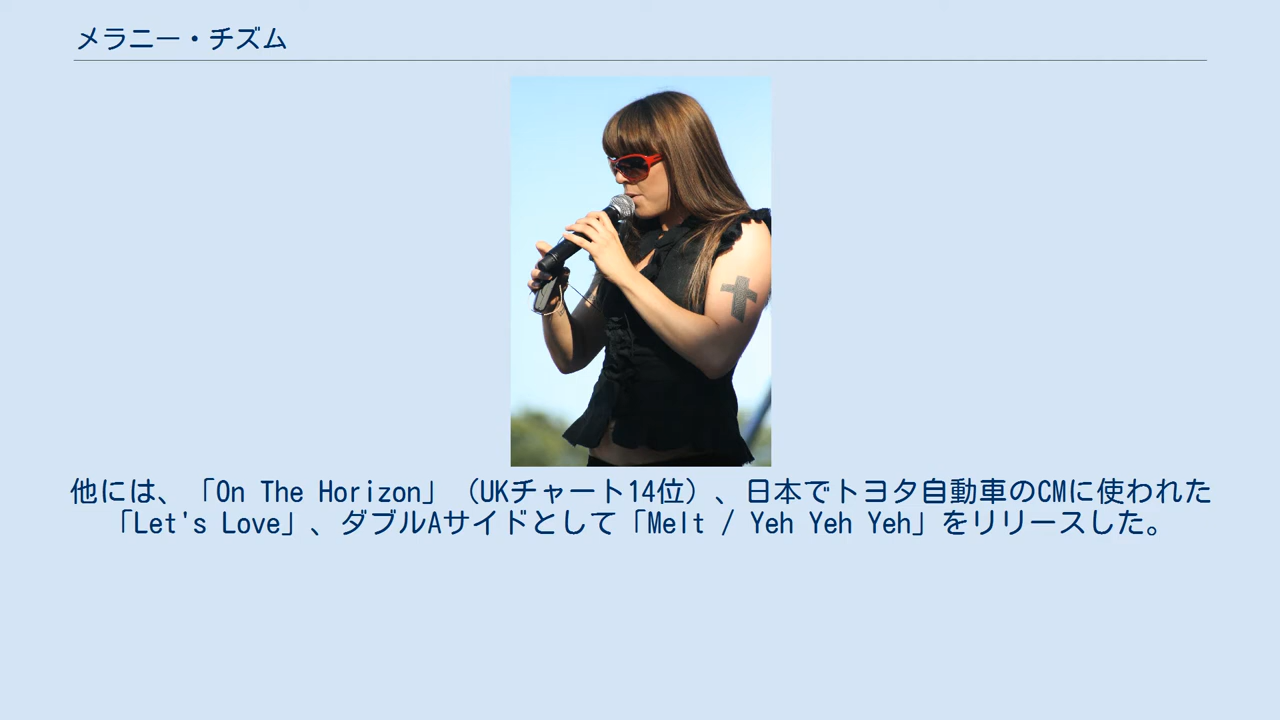 メラニー・チズム
他には、「On The Horizon」（UKチャート14位）、日本でトヨタ自動車のCMに使われた
「Let's Love」、ダブルAサイドとして「Melt / Yeh Yeh Yeh」をリリースした。